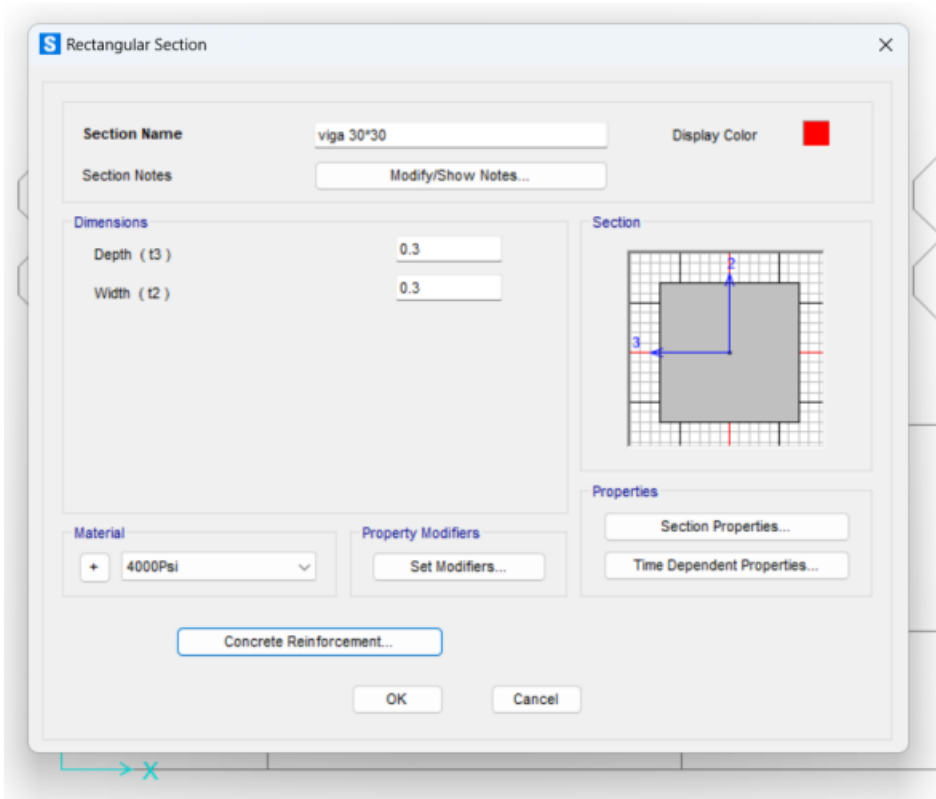 S Rectangular Section
Section Name viga 30*30 Display Color
Section Notes Modify/Show Notes...
Dimensions
Depth ( t3 ) 0.3
Width ( t2 ) 0.3
Section
2
3
Properties
Section Properties...
Time Dependent Properties...
Material
+ 4000Psi
Property Modifiers
Set Modifiers...
Concrete Reinforcement...
OK Cancel
X